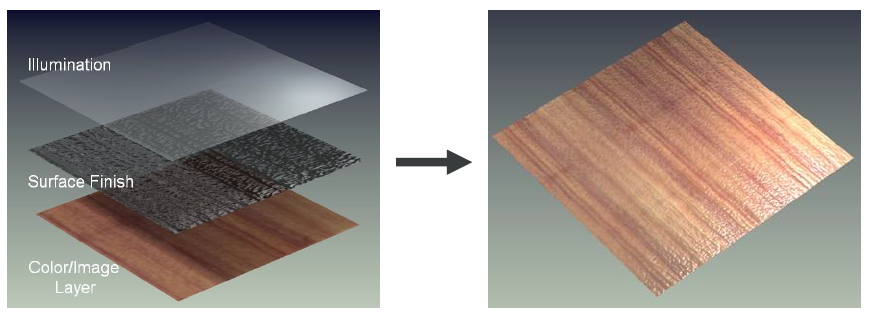 Illumination
Surface Finish
Color/Image
Layer